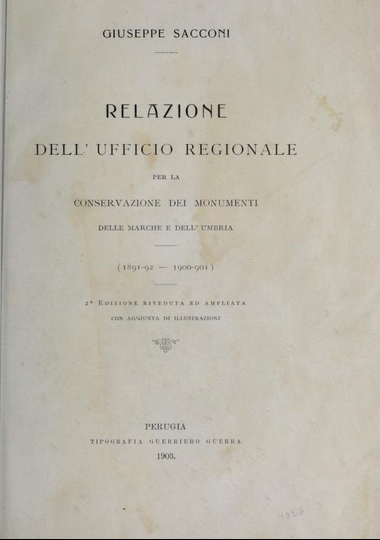 GIUSEPPE SACCONI
RELAZIONE
DELL' UFFICIO REGIONALE
PER LA
CONSERVAZIONE DEI MONUMENTI
DELLE MARCHE E DELL' UMBRIA
(1891-92 — 1900-901)
2ª EDIZIONE RIVEDUTA ED AMPLIATA
CON AGGIUNTA DI ILLUSTRAZIONI
PERUGIA
TIPOGRAFIA GUERRIERO GUERRA
1903.